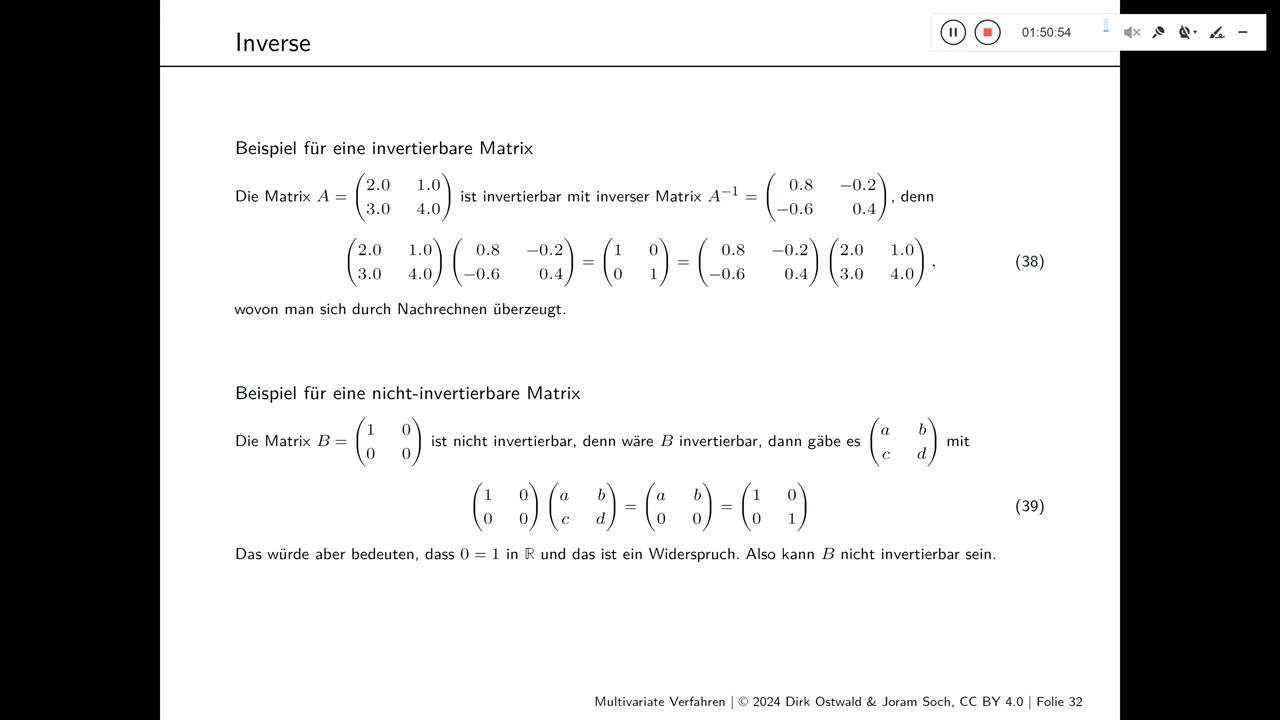 Inverse
01:50:54
Beispiel für eine invertierbare Matrix
Die Matrix A = (2.0 1.0; 3.0 4.0) ist invertierbar mit inverser Matrix A⁻¹ = (0.8 −0.2; −0.6 0.4), denn
(2.0 1.0; 3.0 4.0) (0.8 −0.2; −0.6 0.4) = (1 0; 0 1) = (0.8 −0.2; −0.6 0.4) (2.0 1.0; 3.0 4.0), (38)
wovon man sich durch Nachrechnen überzeugt.
Beispiel für eine nicht-invertierbare Matrix
Die Matrix B = (1 0; 0 0) ist nicht invertierbar, denn wäre B invertierbar, dann gäbe es (a b; c d) mit
(1 0; 0 0) (a b; c d) = (a b; 0 0) = (1 0; 0 1) (39)
Das würde aber bedeuten, dass 0 = 1 in ℝ und das ist ein Widerspruch. Also kann B nicht invertierbar sein.
Multivariate Verfahren | © 2024 Dirk Ostwald & Joram Soch, CC BY 4.0 | Folie 32